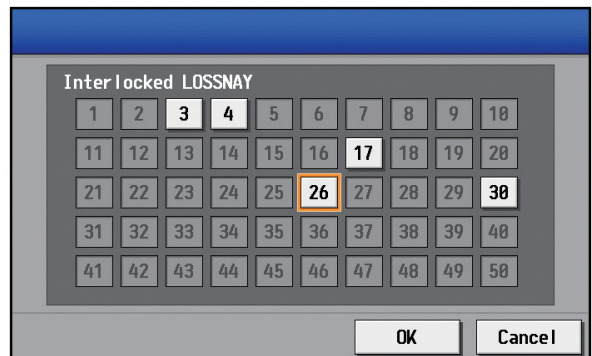 Interlocked LOSSNAY
1 2 3 4 5 6 7 8 9 10
11 12 13 14 15 16 17 18 19 20
21 22 23 24 25 26 27 28 29 30
31 32 33 34 35 36 37 38 39 40
41 42 43 44 45 46 47 48 49 50
OK Cancel